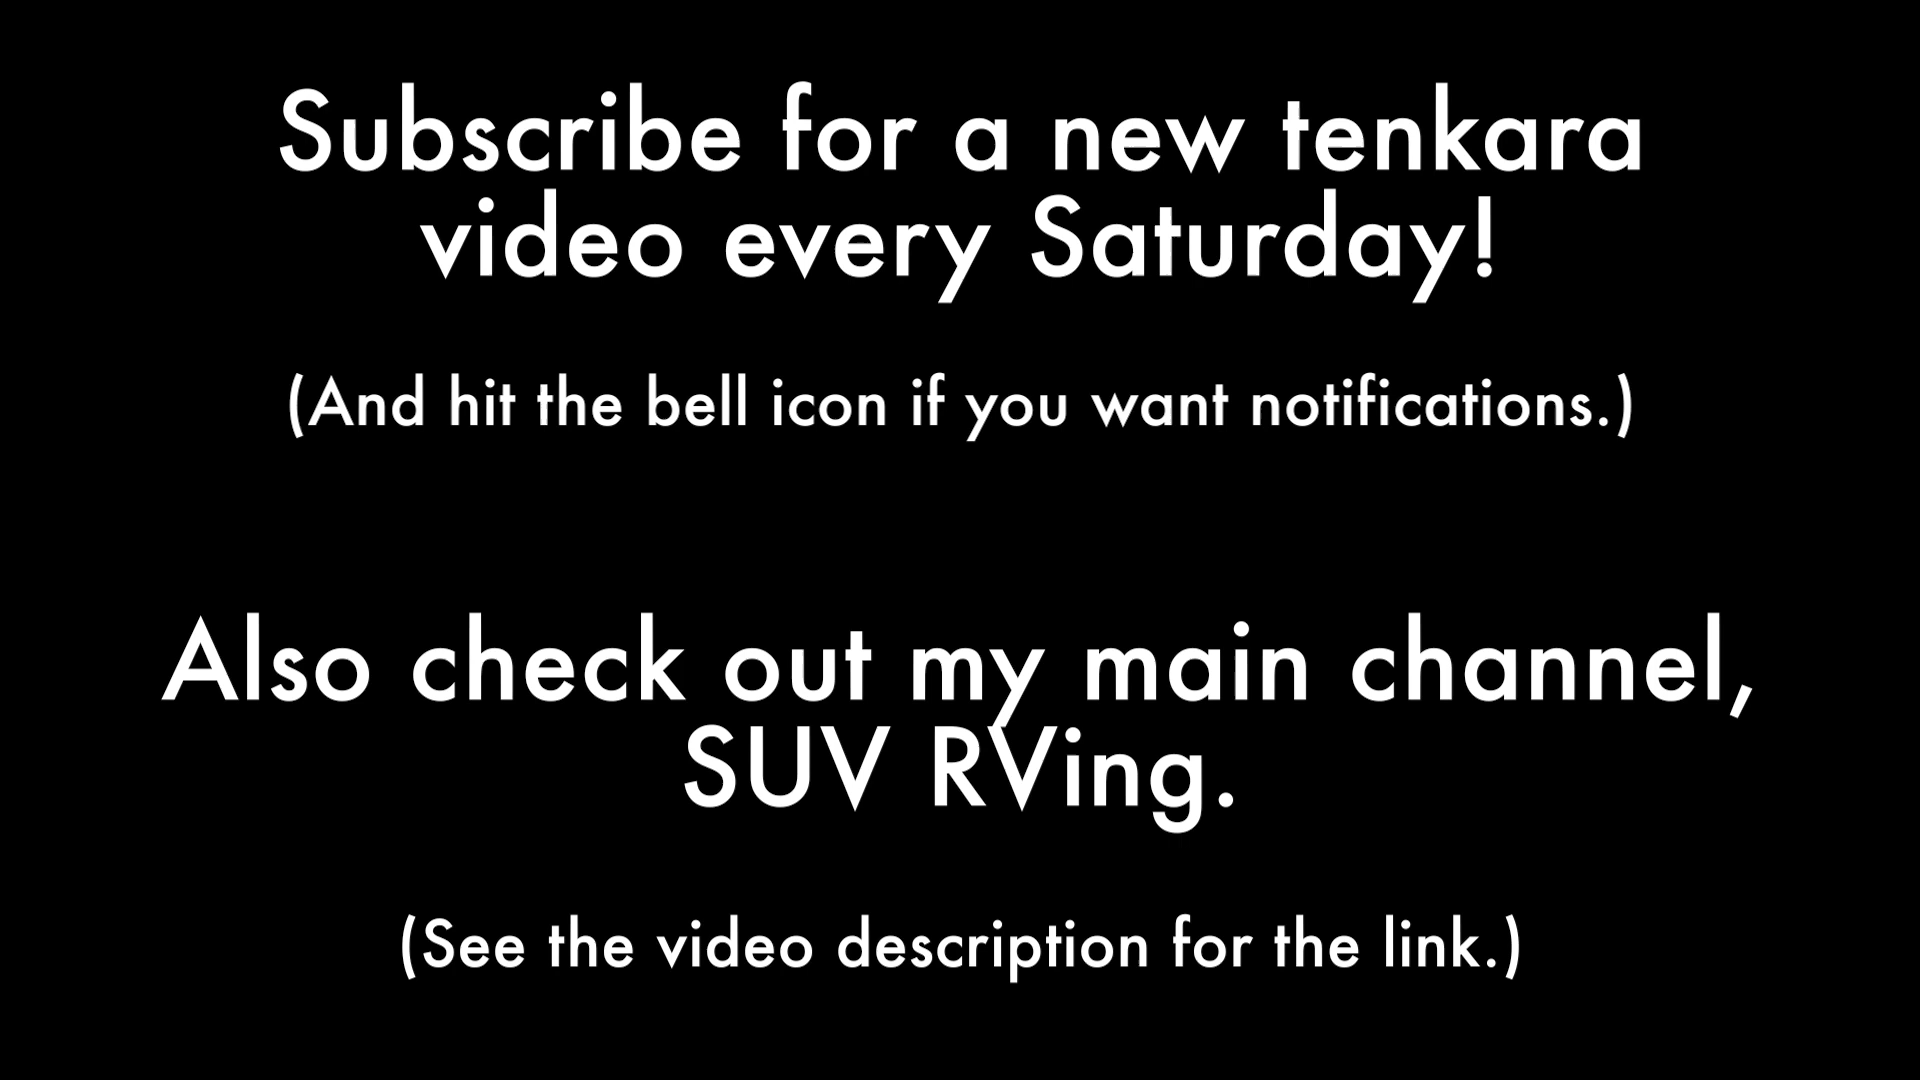 Subscribe for a new tenkara
video every Saturday!
(And hit the bell icon if you want notifications.)
Also check out my main channel,
SUV RVing.
(See the video description for the link.)